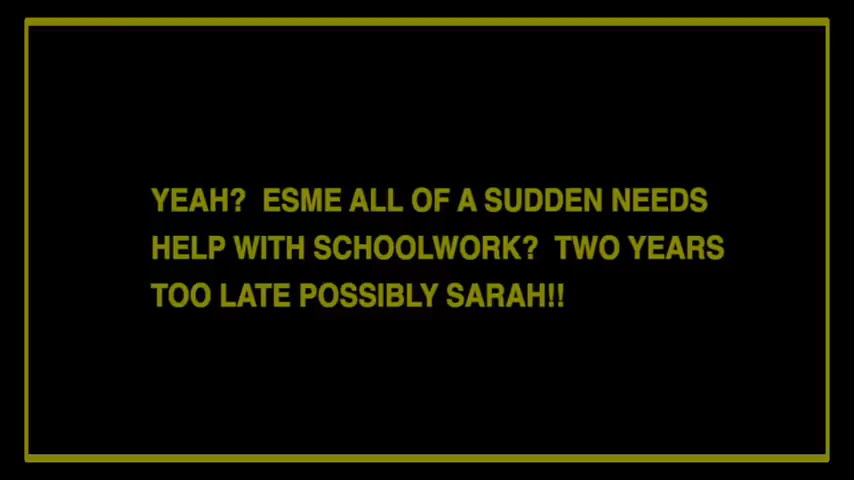 YEAH?  ESME ALL OF A SUDDEN NEEDS
HELP WITH SCHOOLWORK?  TWO YEARS
TOO LATE POSSIBLY SARAH!!